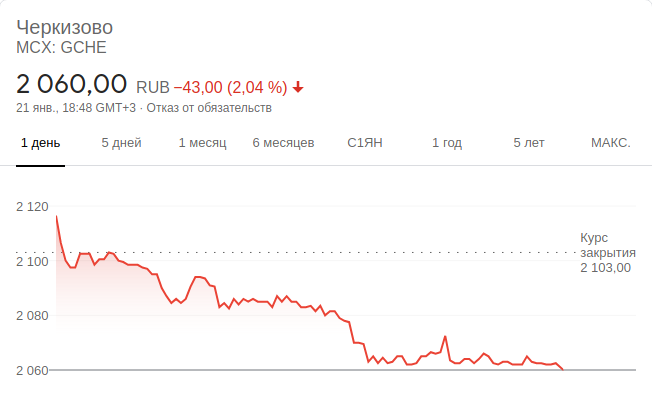 Черкизово
MCX: GCHE
2 060,00 RUB −43,00 (2,04 %)
21 янв., 18:48 GMT+3 · Отказ от обязательств
1 день 5 дней 1 месяц 6 месяцев С1ЯН 1 год 5 лет МАКС.
2 120
2 100
2 080
2 060
Курс
закрытия
2 103,00